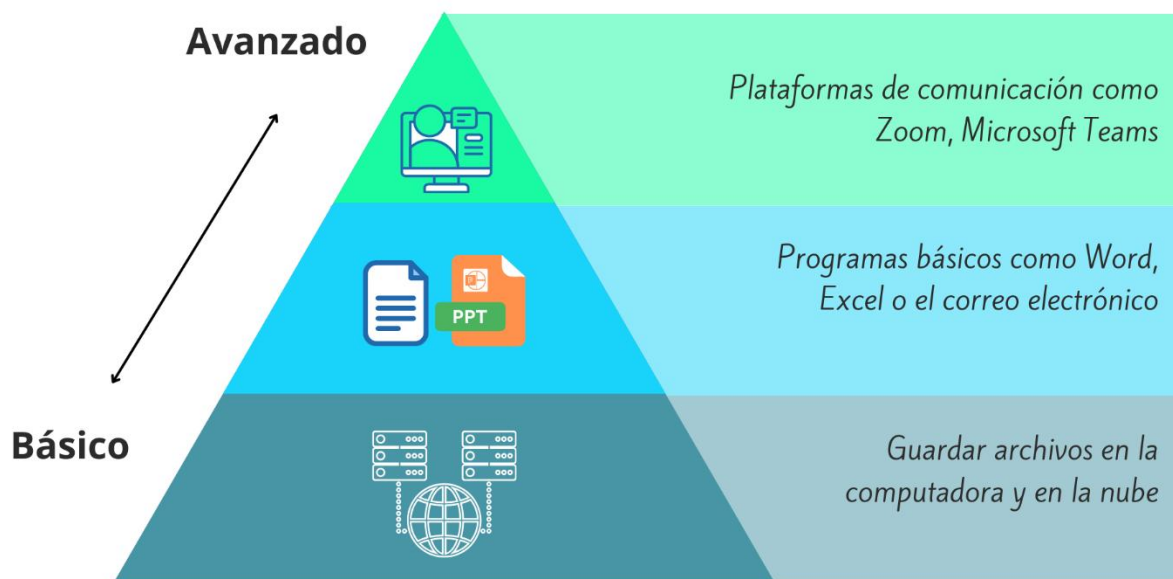 Avanzado
Plataformas de comunicación como
Zoom, Microsoft Teams
Programas básicos como Word,
Excel o el correo electrónico
PPT
Básico
Guardar archivos en la
computadora y en la nube